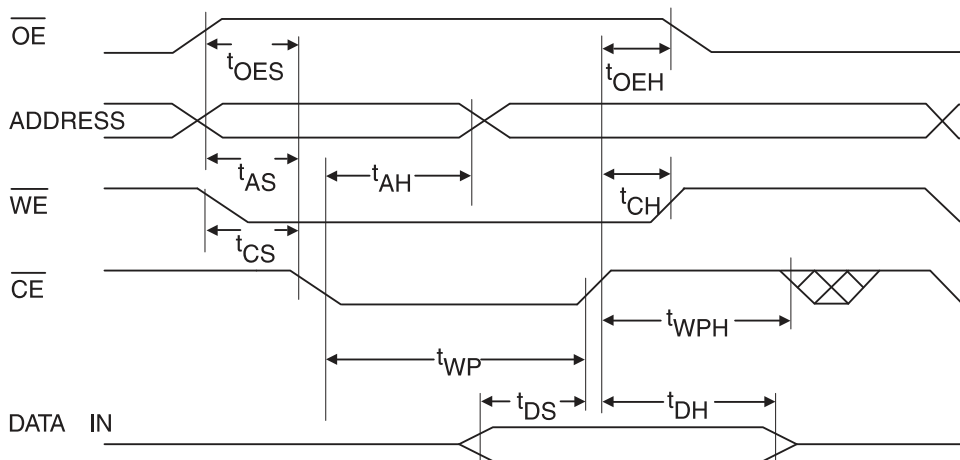 OE
tOES
tOEH
ADDRESS
tAS
tAH
tCH
WE
tCS
CE
tWPH
tWP
tDS
tDH
DATA IN